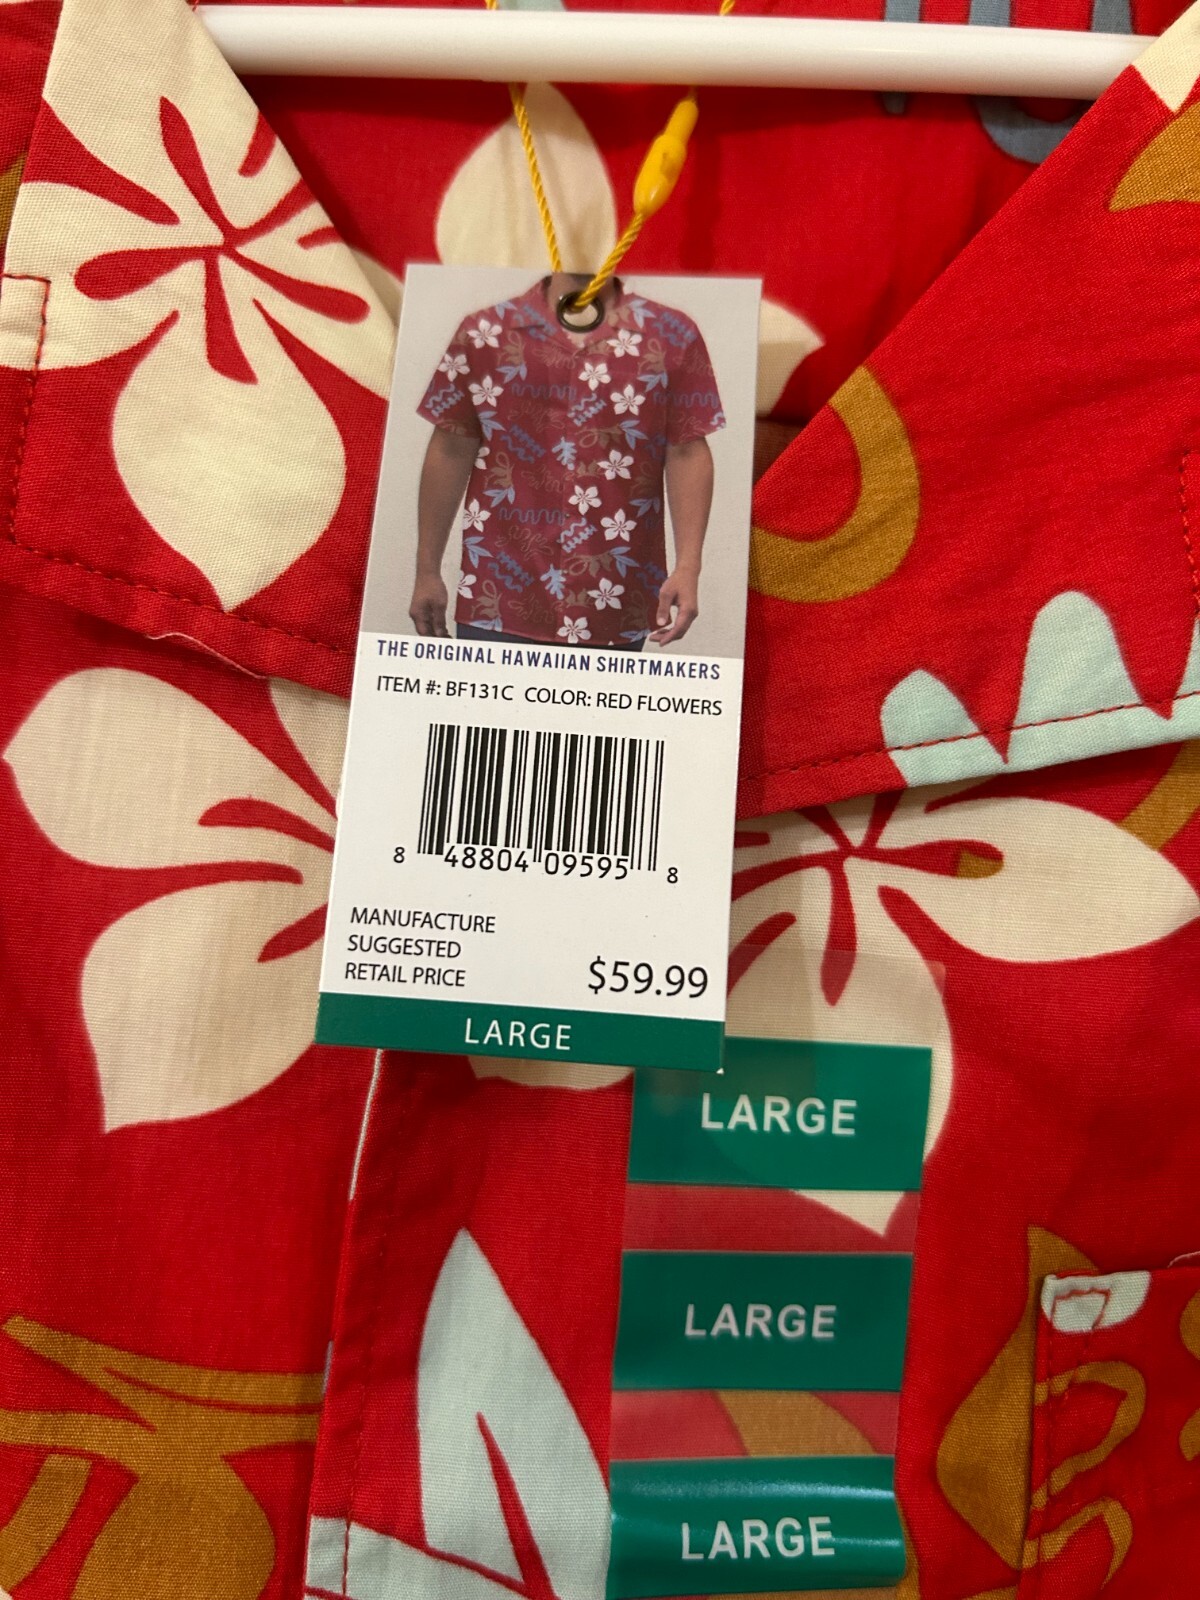 THE ORIGINAL HAWAIIAN SHIRTMAKERS
ITEM #: BF131C COLOR: RED FLOWERS
8 48804 09595 8
MANUFACTURE
SUGGESTED
RETAIL PRICE $59.99
LARGE
LARGE
LARGE
LARGE